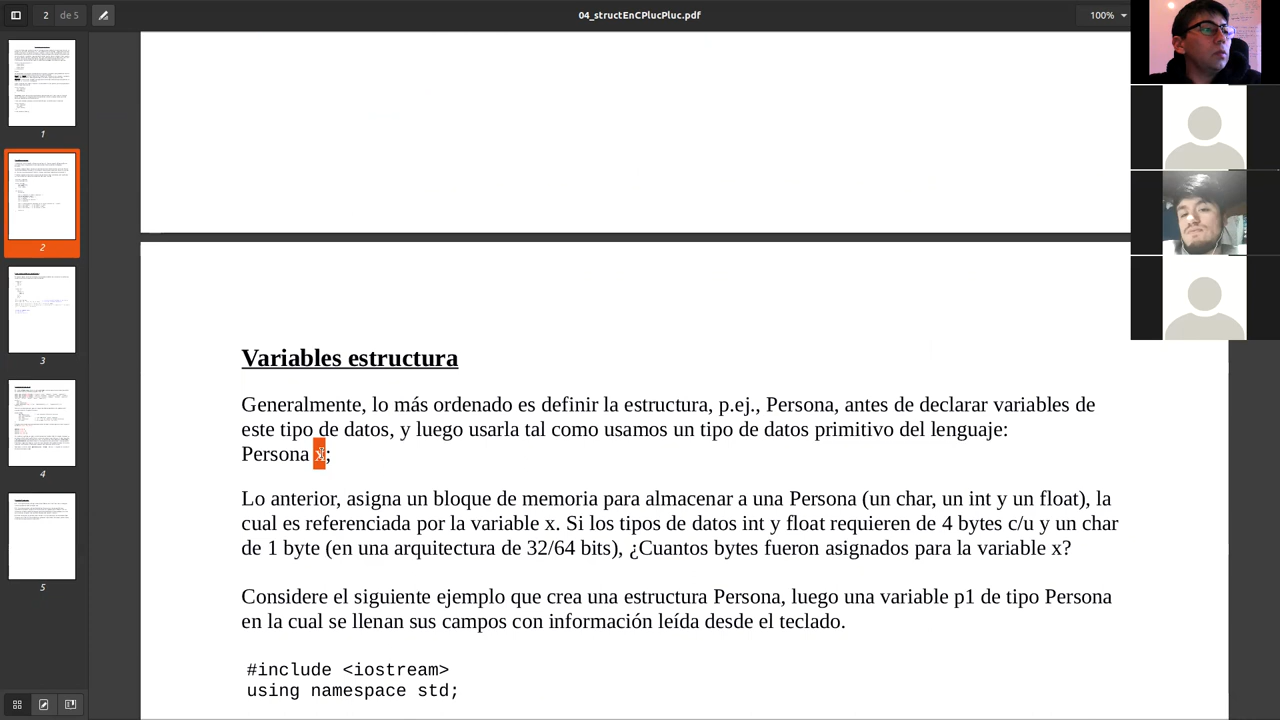 2 de 5
04_structEnCPlucPluc.pdf
100%
1
2
3
4
5
Variables estructura
Generalmente, lo más ordenado es definir la estructura, p.ej., Persona, antes de declarar variables de
este tipo de datos, y luego usarla tal como usamos un tipo de datos primitivo del lenguaje:
Persona x;
Lo anterior, asigna un bloque de memoria para almacenar una Persona (un char, un int y un float), la
cual es referenciada por la variable x. Si los tipos de datos int y float requieren de 4 bytes c/u y un char
de 1 byte (en una arquitectura de 32/64 bits), ¿Cuantos bytes fueron asignados para la variable x?
Considere el siguiente ejemplo que crea una estructura Persona, luego una variable p1 de tipo Persona
en la cual se llenan sus campos con información leída desde el teclado.
#include <iostream>
using namespace std;